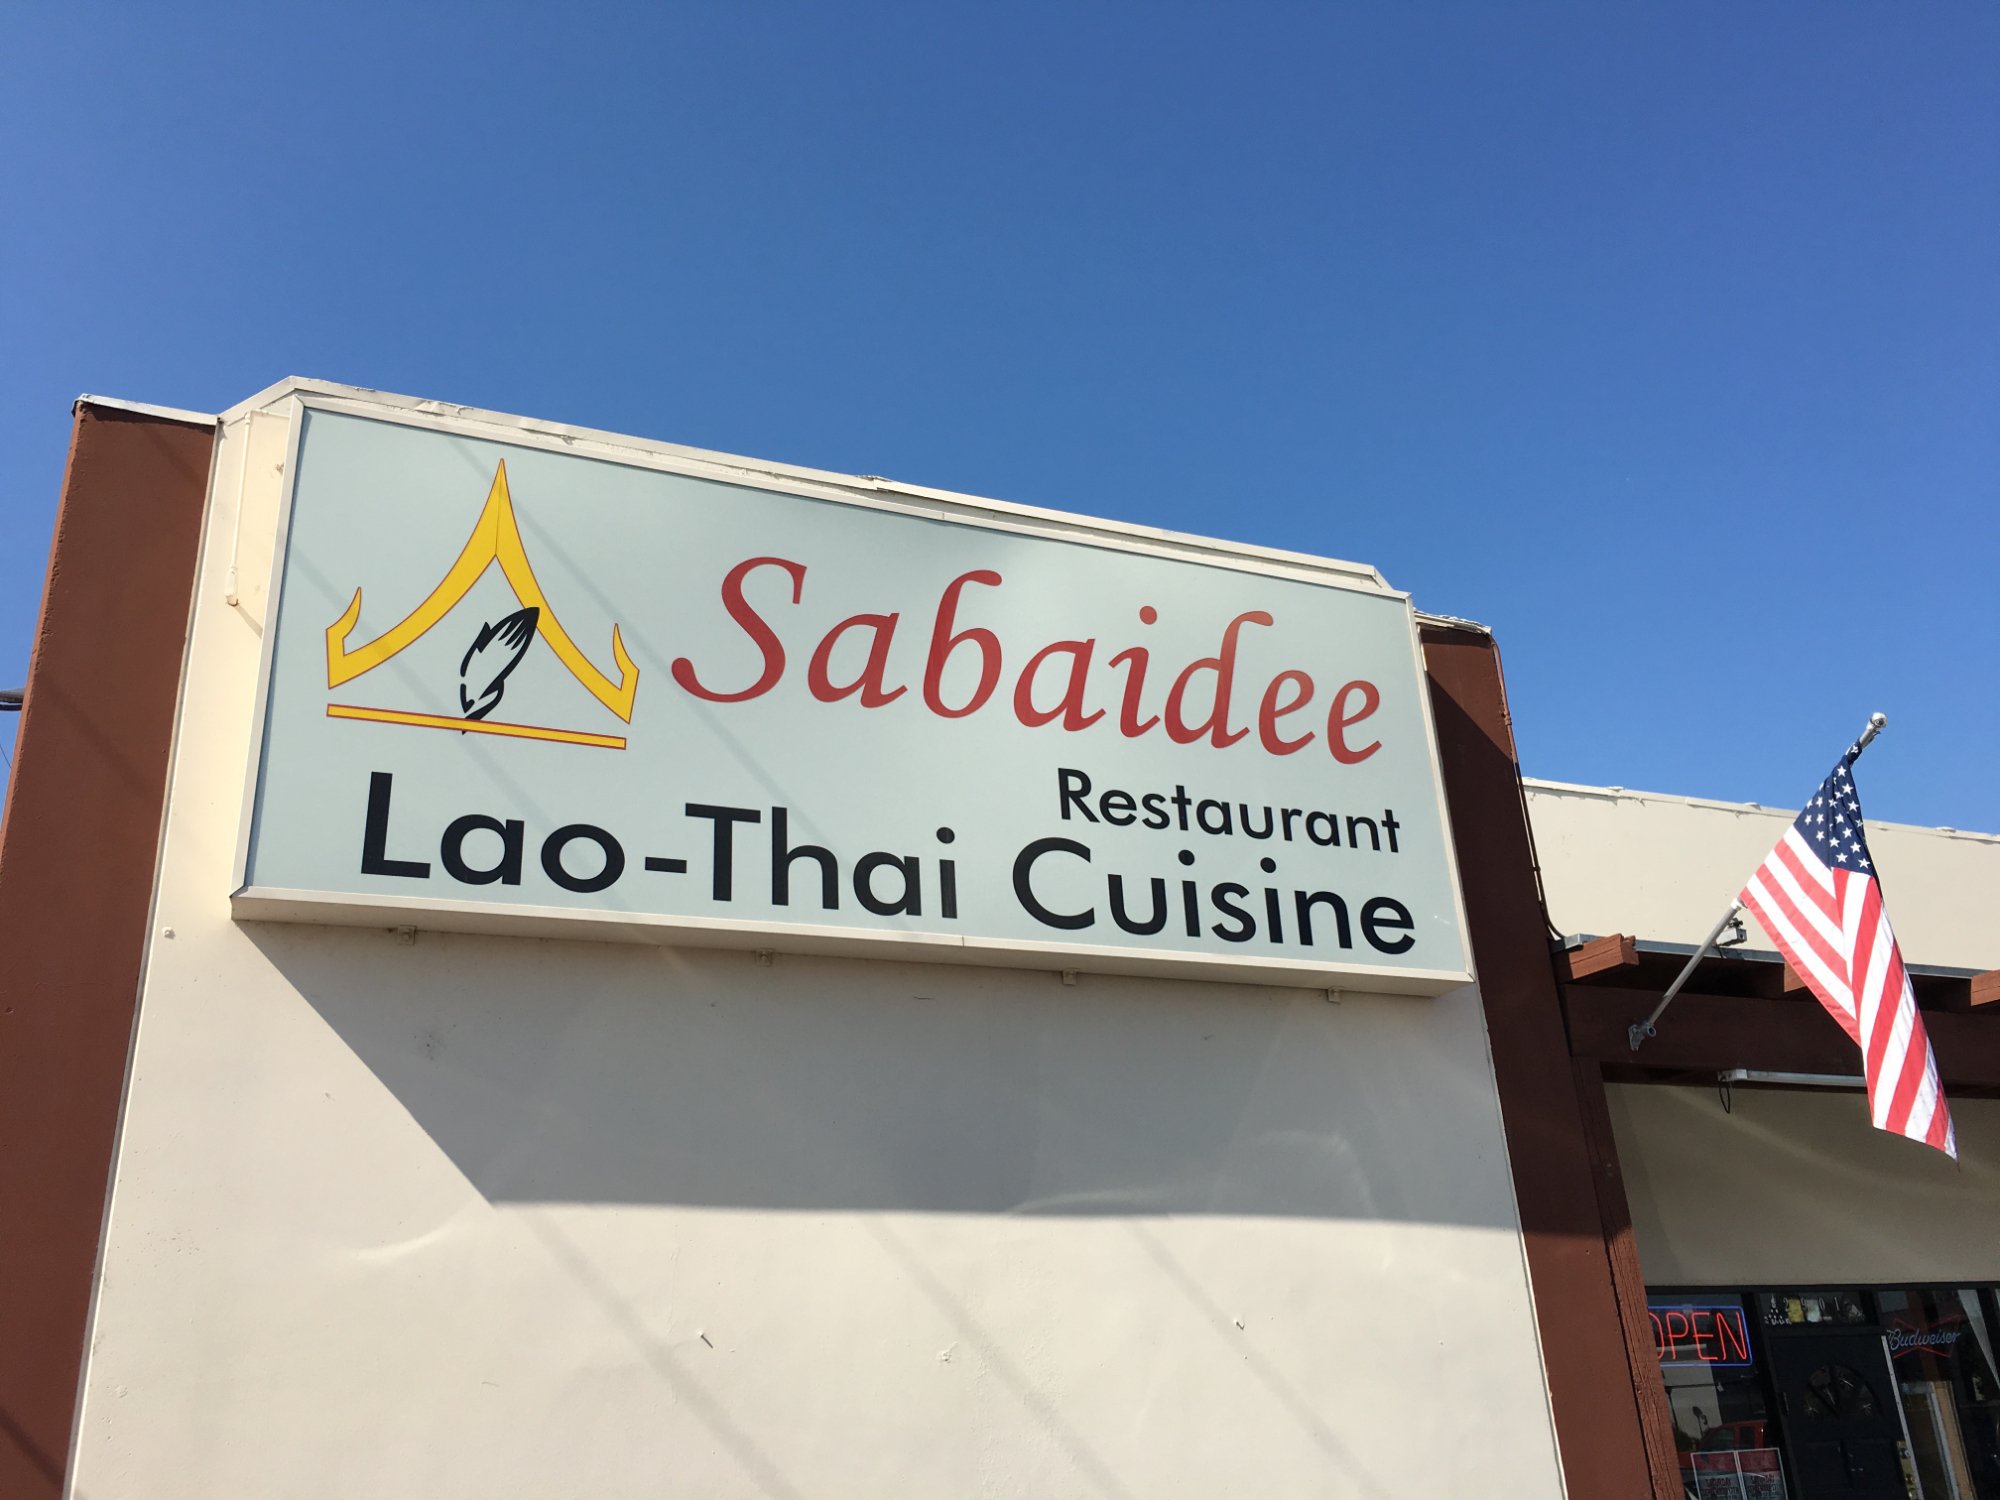 Sabaidee
Restaurant
Lao-Thai Cuisine
OPEN
Budweiser